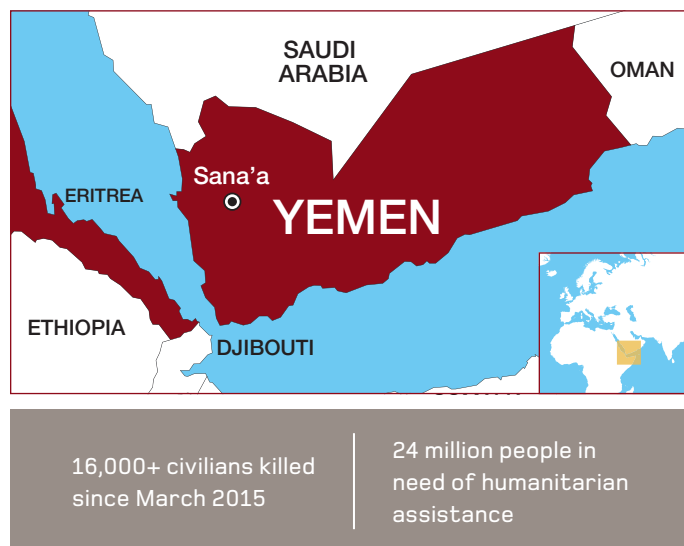 SAUDI
ARABIA
OMAN
Sana’a
ERITREA
YEMEN
ETHIOPIA
DJIBOUTI
16,000+ civilians killed
since March 2015
24 million people in
need of humanitarian
assistance